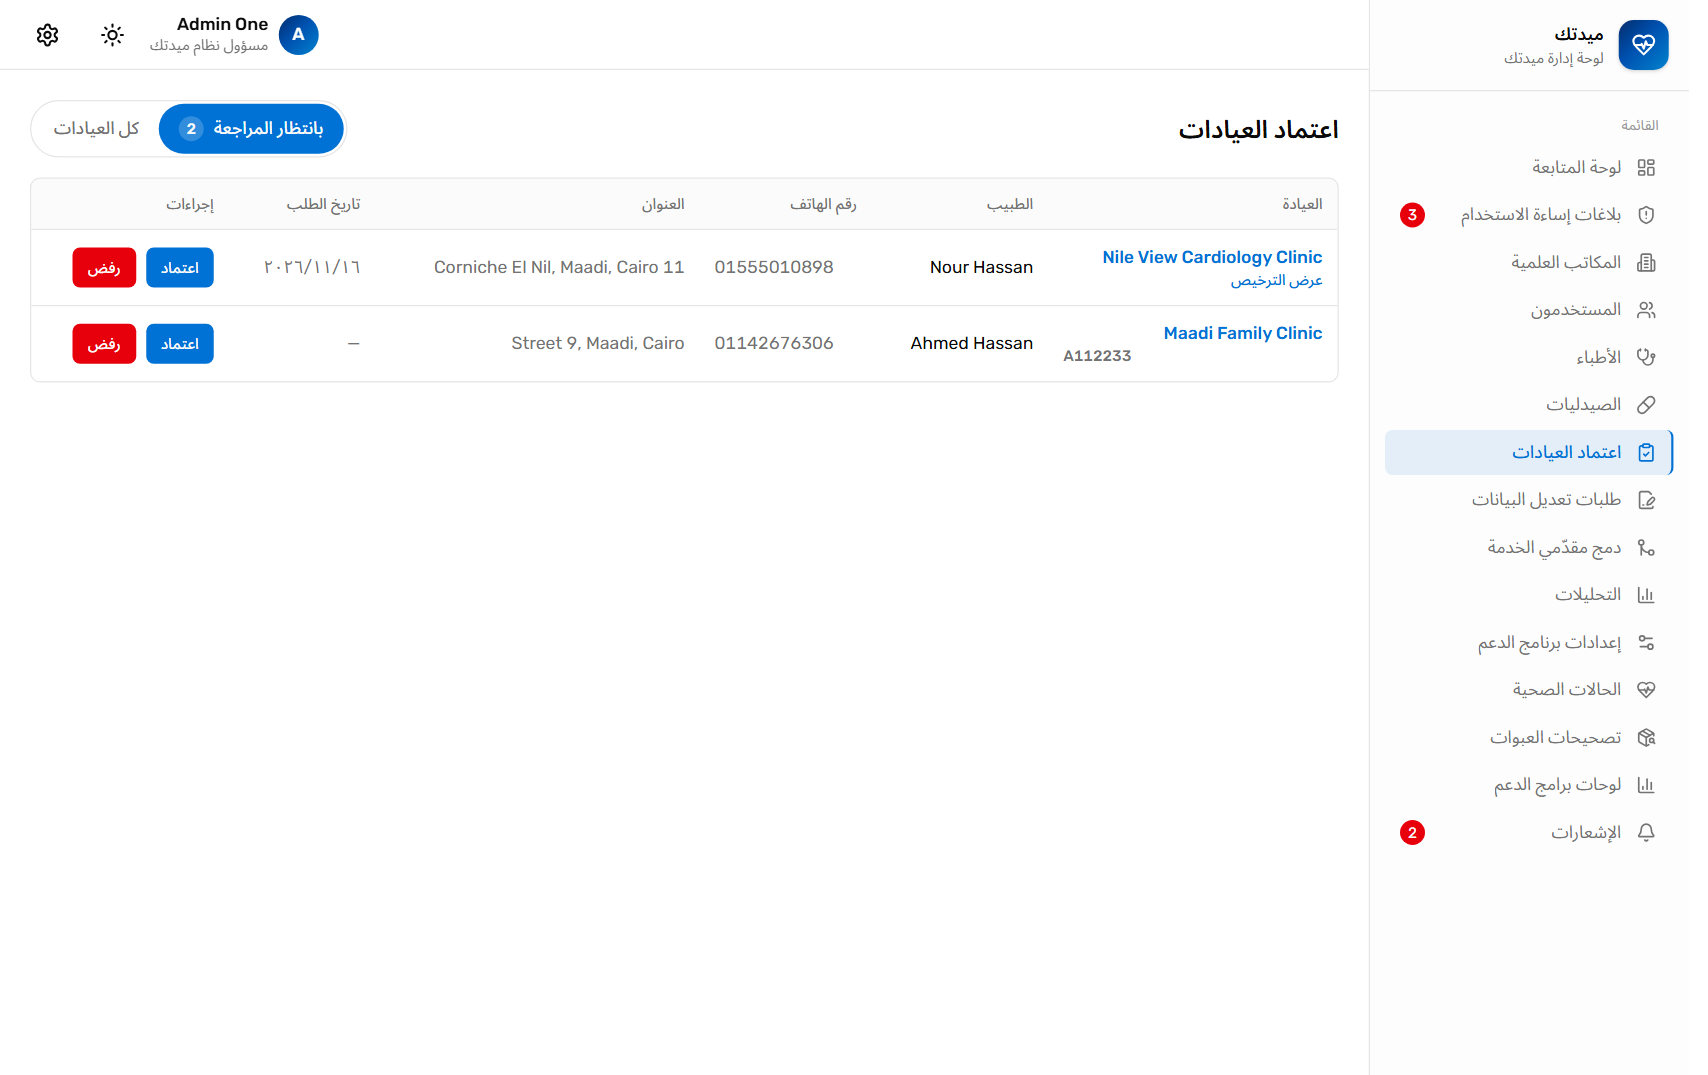 ميدتك
لوحة إدارة ميدتك
القائمة
لوحة المتابعة
بلاغات إساءة الاستخدام 3
المكاتب العلمية
المستخدمون
الأطباء
الصيدليات
اعتماد العيادات
طلبات تعديل البيانات
دمج مقدّمي الخدمة
التحليلات
إعدادات برنامج الدعم
الحالات الصحية
تصحيحات العبوات
لوحات برامج الدعم
الإشعارات 2
A
Admin One
مسؤول نظام ميدتك
اعتماد العيادات
بانتظار المراجعة 2 كل العيادات
العيادة الطبيب رقم الهاتف العنوان تاريخ الطلب إجراءات
Nile View Cardiology Clinic Nour Hassan 01555010898 Corniche El Nil, Maadi, Cairo 11 ٢٠٢٦/١١/١٦ اعتماد رفض
عرض الترخيص
Maadi Family Clinic Ahmed Hassan 01142676306 Street 9, Maadi, Cairo — اعتماد رفض
A112233